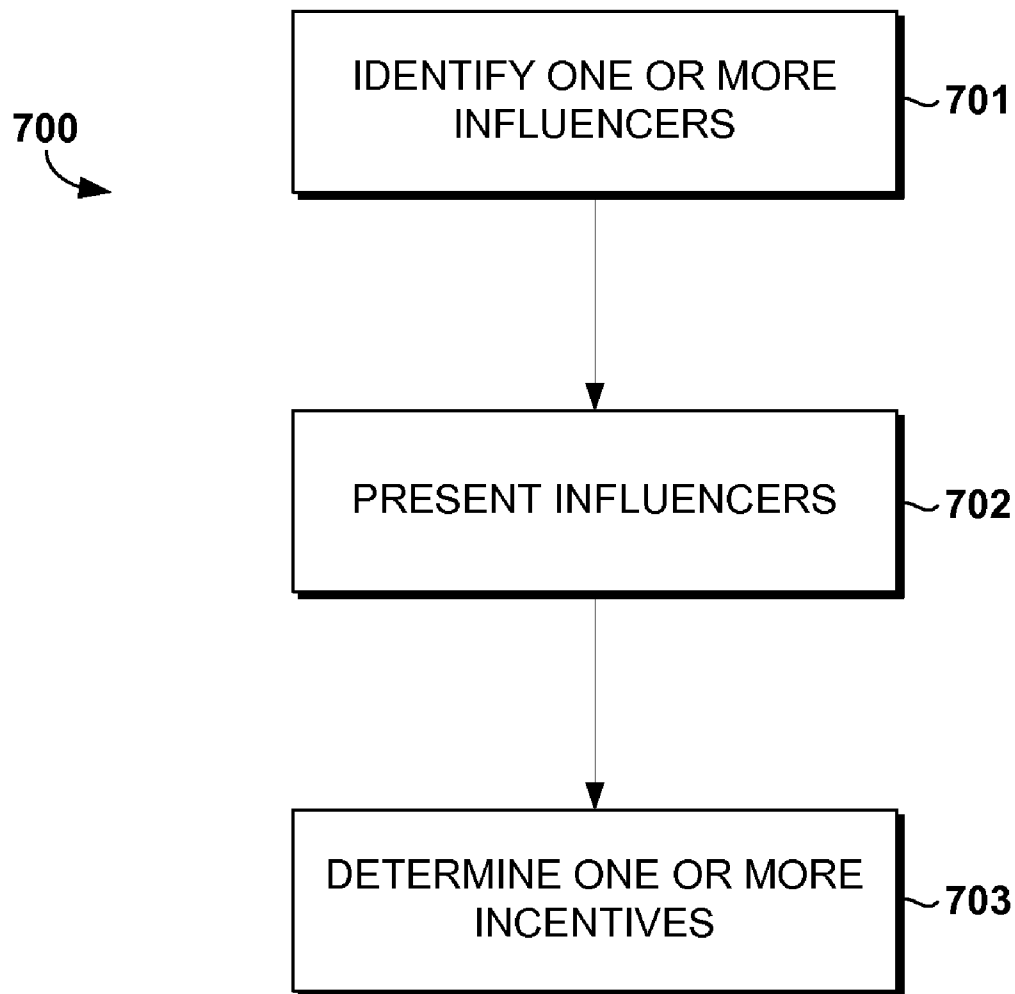 IDENTIFY ONE OR MORE
INFLUENCERS
701
700
PRESENT INFLUENCERS
702
DETERMINE ONE OR MORE
INCENTIVES
703